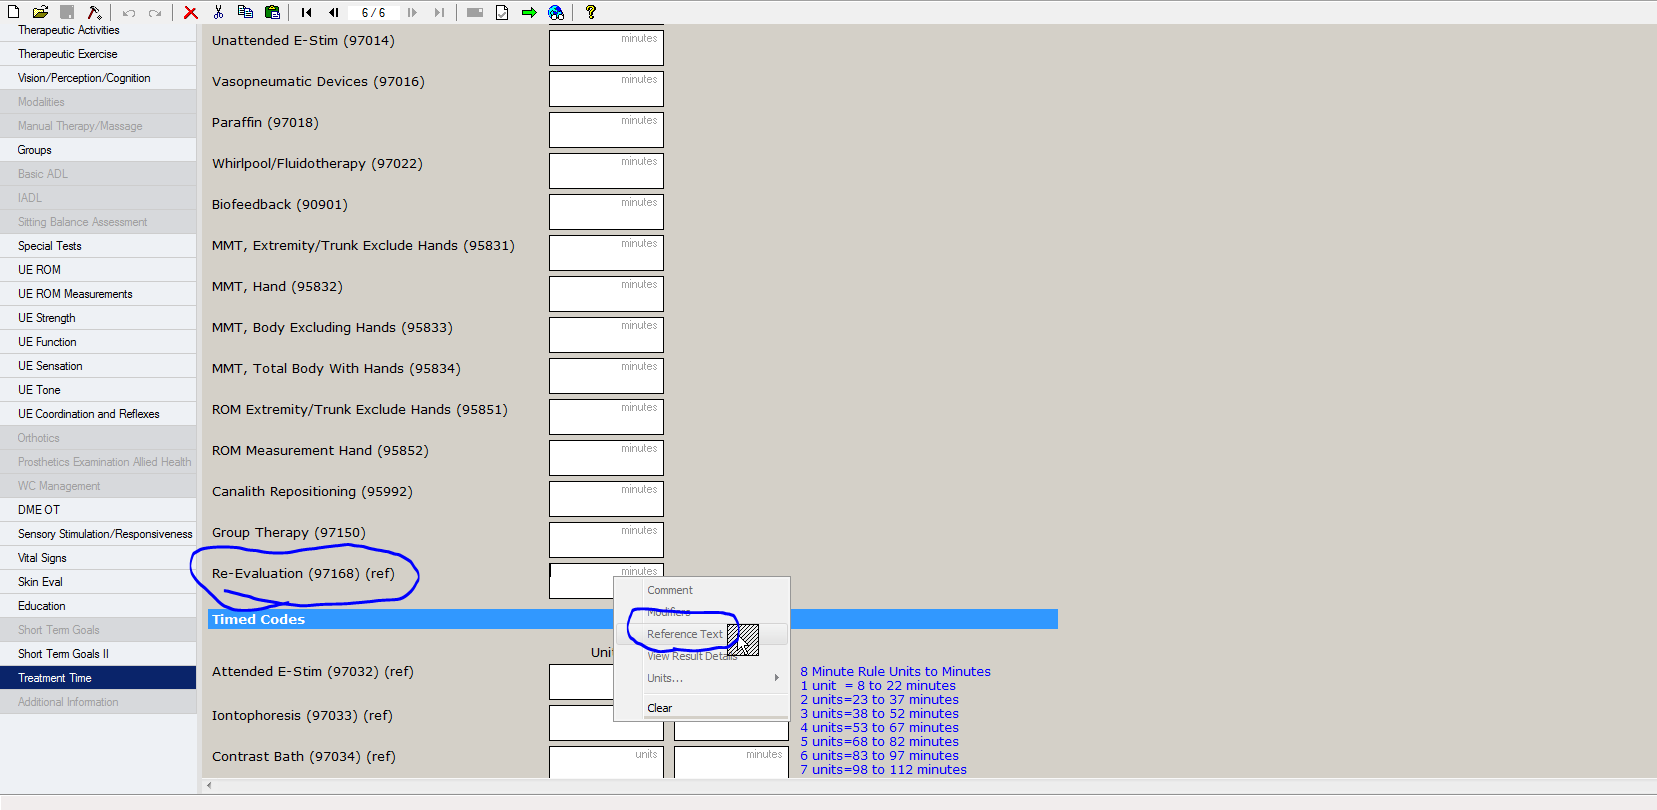 6 / 6
Therapeutic Activities
Therapeutic Exercise
Vision/Perception/Cognition
Modalities
Manual Therapy/Massage
Groups
Basic ADL
IADL
Sitting Balance Assessment
Special Tests
UE ROM
UE ROM Measurements
UE Strength
UE Function
UE Sensation
UE Tone
UE Coordination and Reflexes
Orthotics
Prosthetics Examination Allied Health
WC Management
DME OT
Sensory Stimulation/Responsiveness
Vital Signs
Skin Eval
Education
Short Term Goals
Short Term Goals II
Treatment Time
Additional Information
Unattended E-Stim (97014) minutes
Vasopneumatic Devices (97016) minutes
Paraffin (97018) minutes
Whirlpool/Fluidotherapy (97022) minutes
Biofeedback (90901) minutes
MMT, Extremity/Trunk Exclude Hands (95831) minutes
MMT, Hand (95832) minutes
MMT, Body Excluding Hands (95833) minutes
MMT, Total Body With Hands (95834) minutes
ROM Extremity/Trunk Exclude Hands (95851) minutes
ROM Measurement Hand (95852) minutes
Canalith Repositioning (95992) minutes
Group Therapy (97150) minutes
Re-Evaluation (97168) (ref) minutes
Comment
Modifiers
Reference Text
View Result Details
Units...
Clear
Timed Codes
Uni
Attended E-Stim (97032) (ref)
Iontophoresis (97033) (ref)
Contrast Bath (97034) (ref) units minutes
8 Minute Rule Units to Minutes
1 unit = 8 to 22 minutes
2 units=23 to 37 minutes
3 units=38 to 52 minutes
4 units=53 to 67 minutes
5 units=68 to 82 minutes
6 units=83 to 97 minutes
7 units=98 to 112 minutes